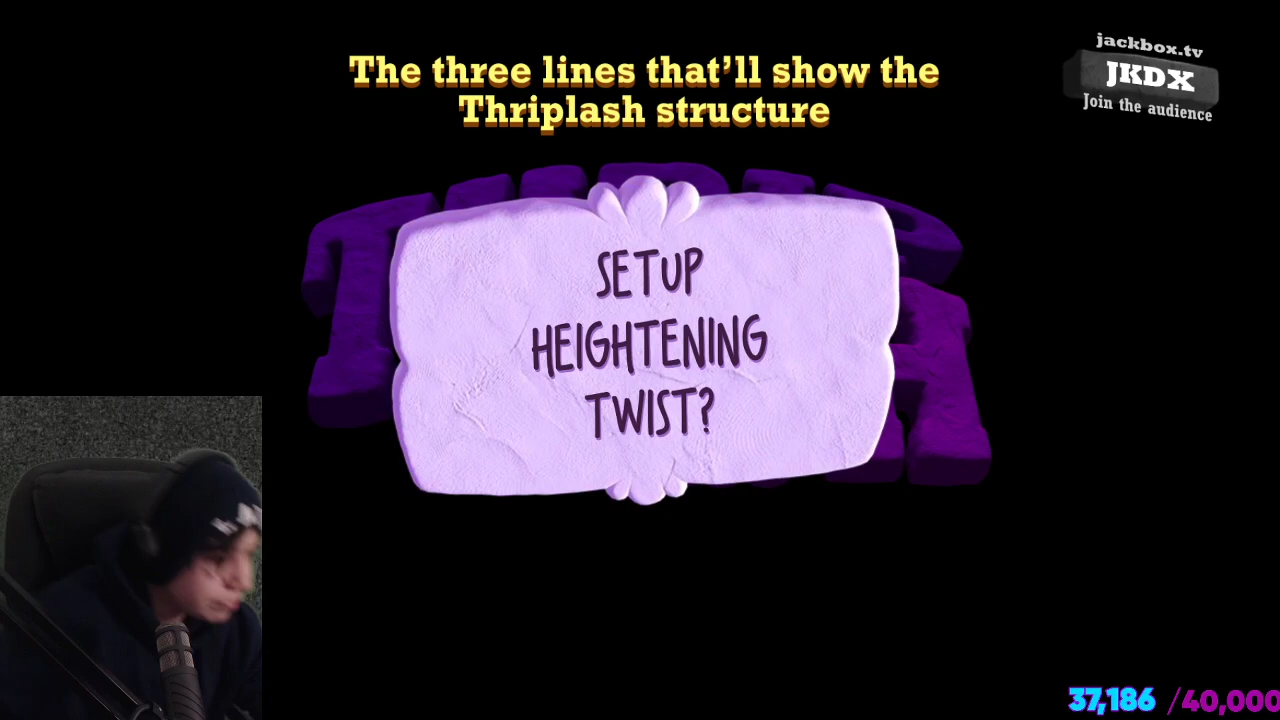 The three lines that’ll show the
Thriplash structure
jackbox.tv
JKDX
Join the audience
SETUP
HEIGHTENING
TWIST?
37,186 /40,000